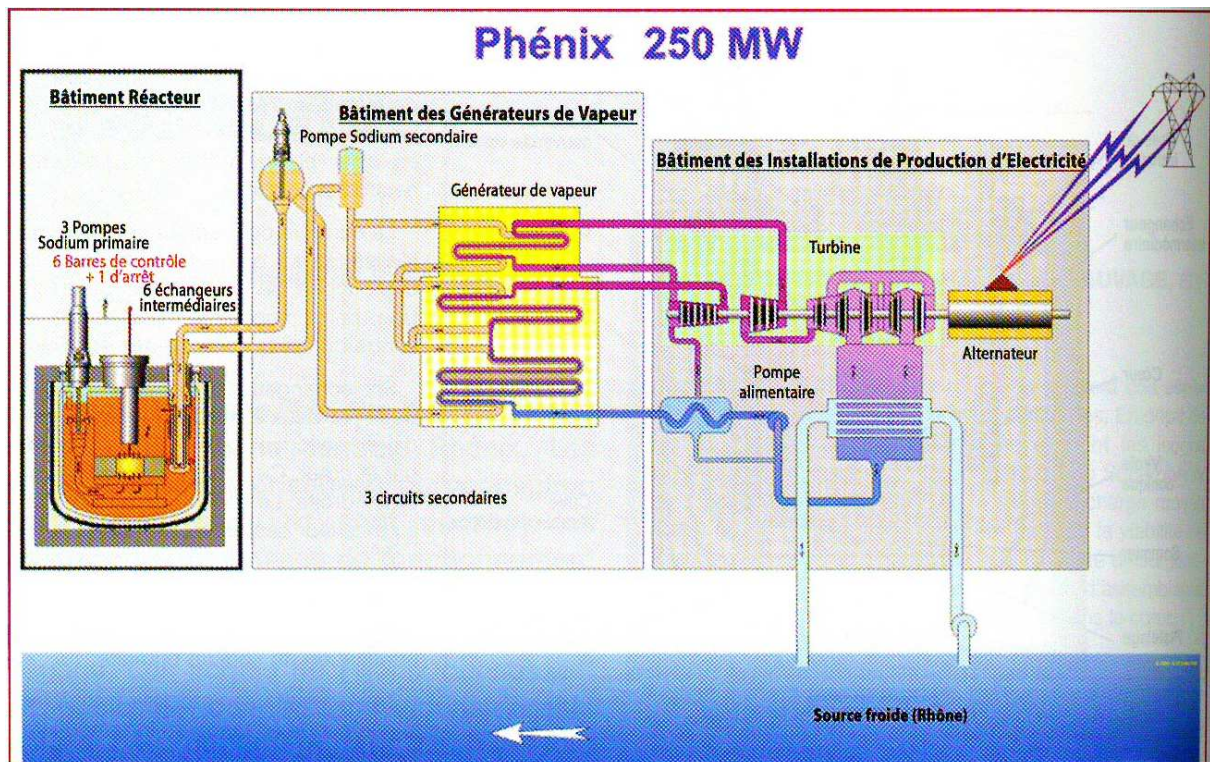 Phénix 250 MW
Bâtiment Réacteur
3 Pompes
Sodium primaire
6 Barres de contrôle
+ 1 d'arrêt
6 échangeurs
intermédiaires
Bâtiment des Générateurs de Vapeur
Pompe Sodium secondaire
Générateur de vapeur
3 circuits secondaires
Bâtiment des Installations de Production d'Electricité
Turbine
Alternateur
Pompe
alimentaire
Source froide (Rhône)